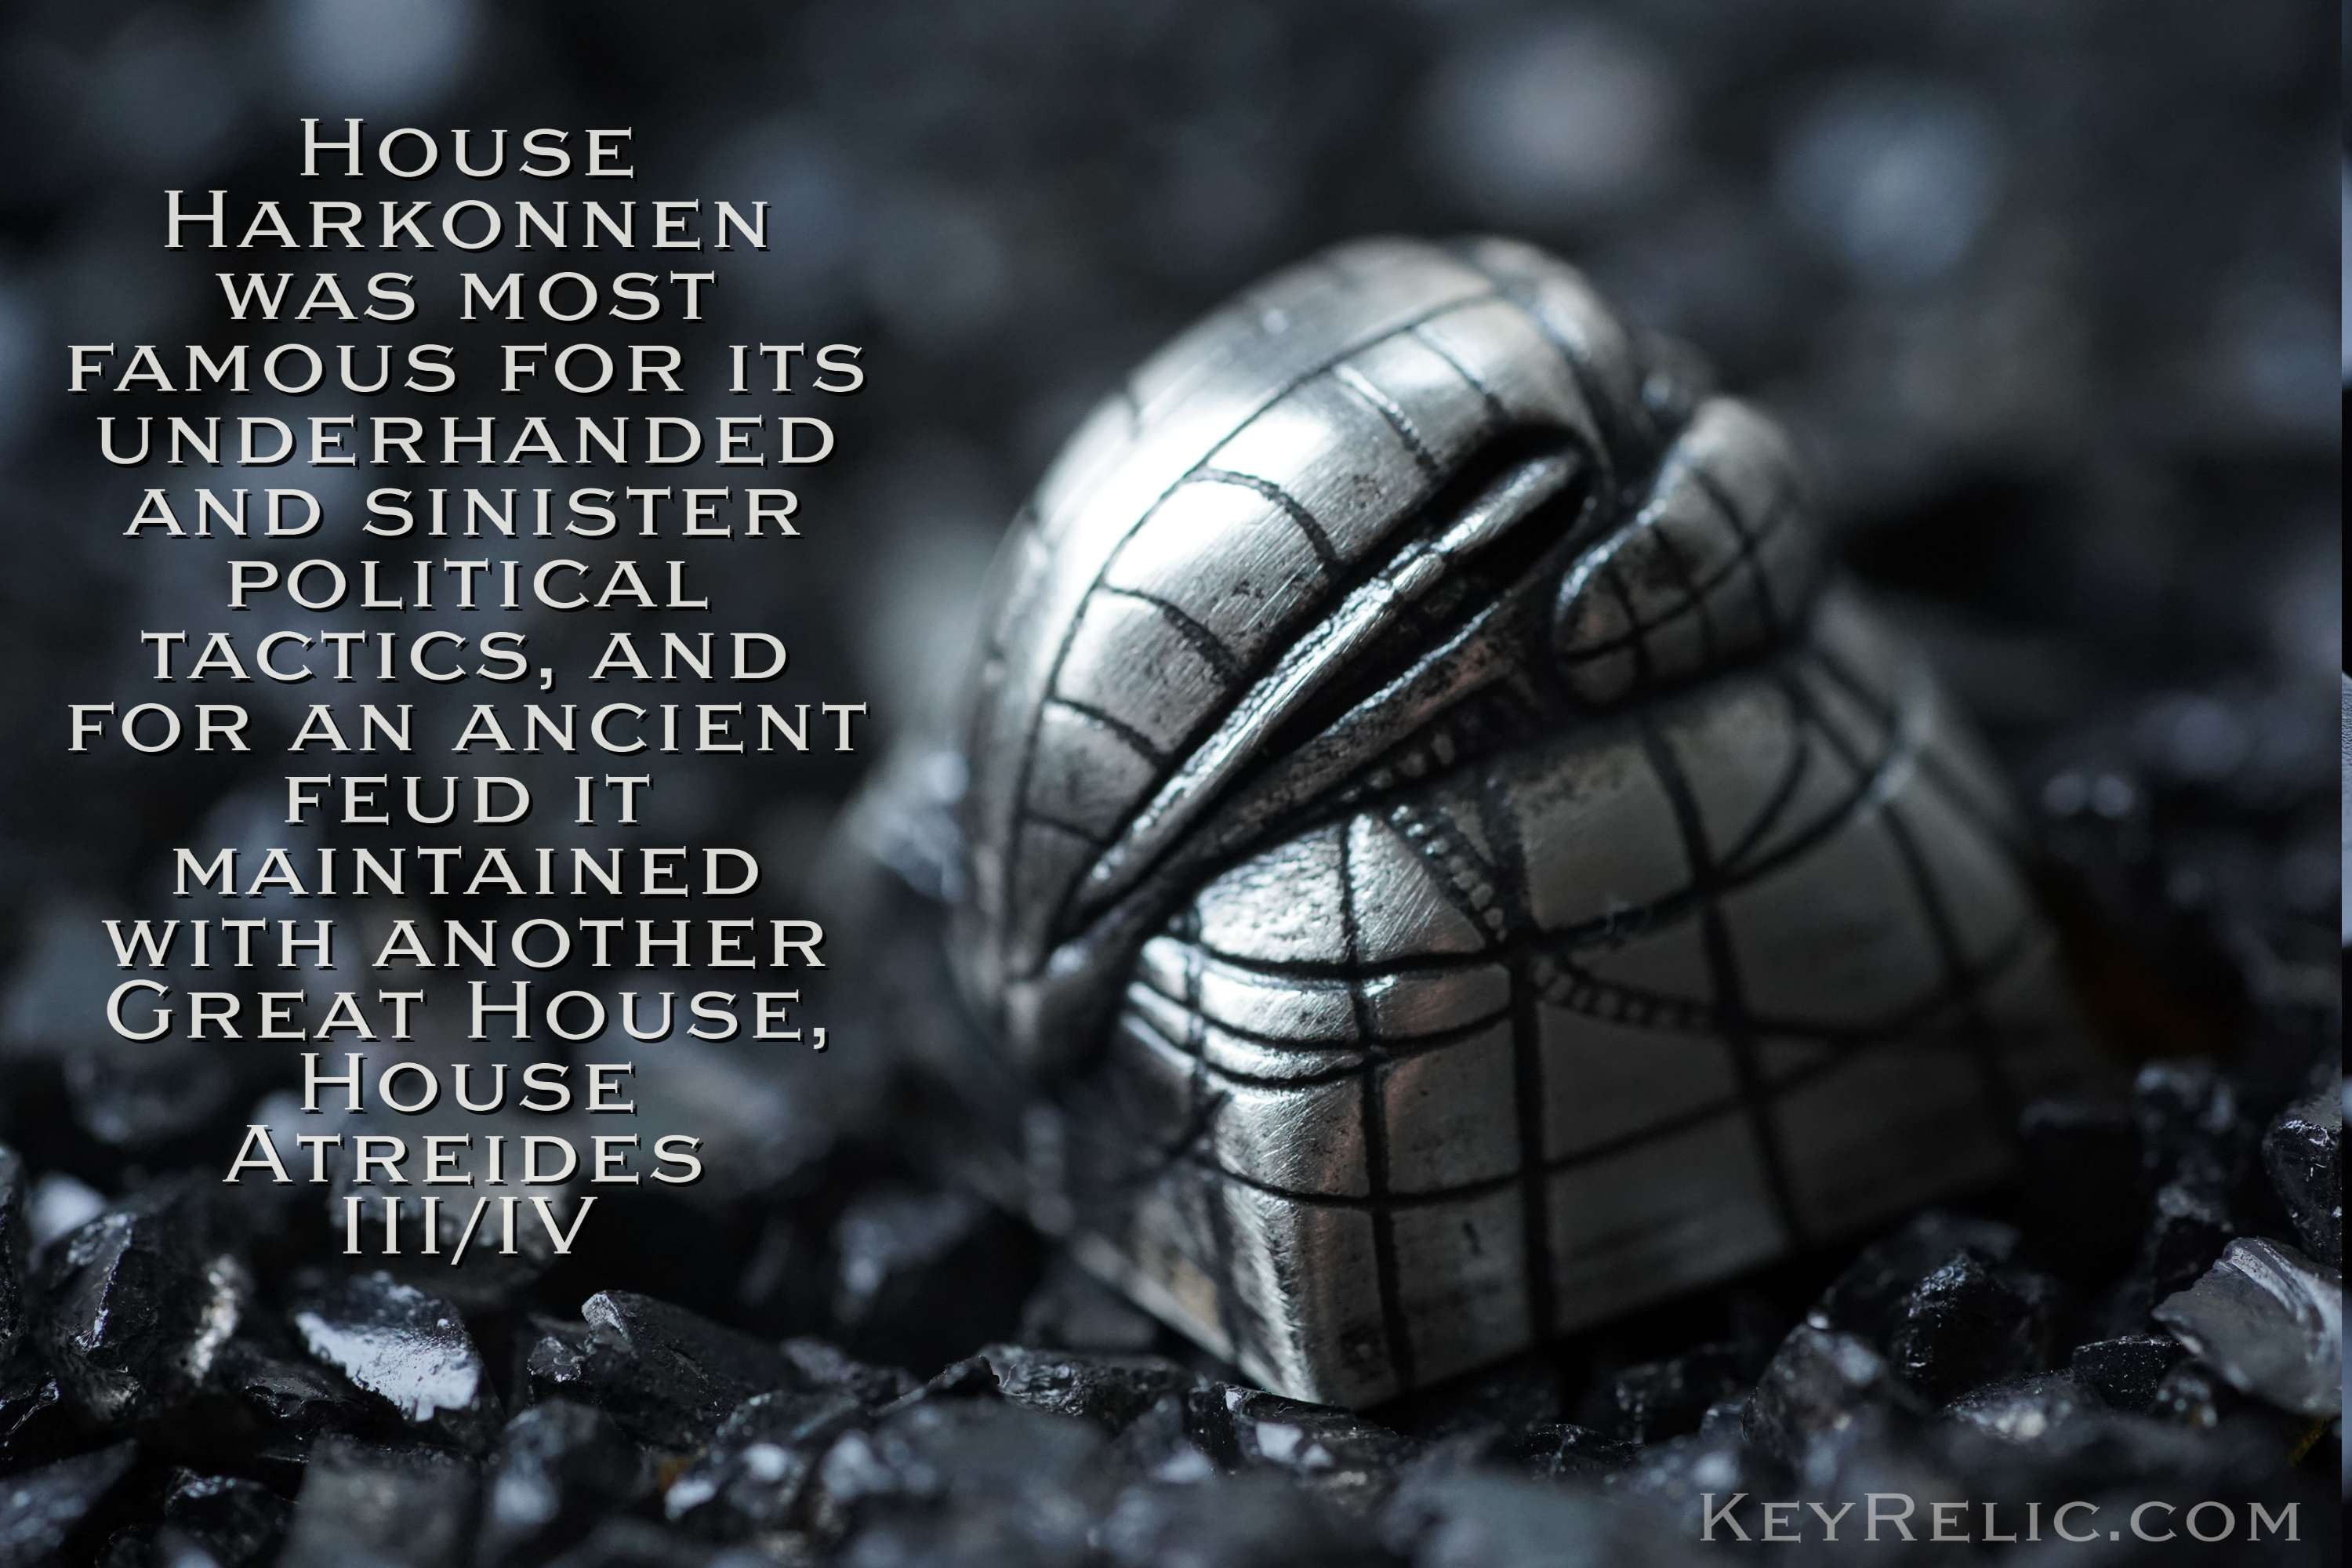 House
Harkonnen
was most
famous for its
underhanded
and sinister
political
tactics, and
for an ancient
feud it
maintained
with another
Great House,
House
Atreides
III/IV
KeyRelic.com